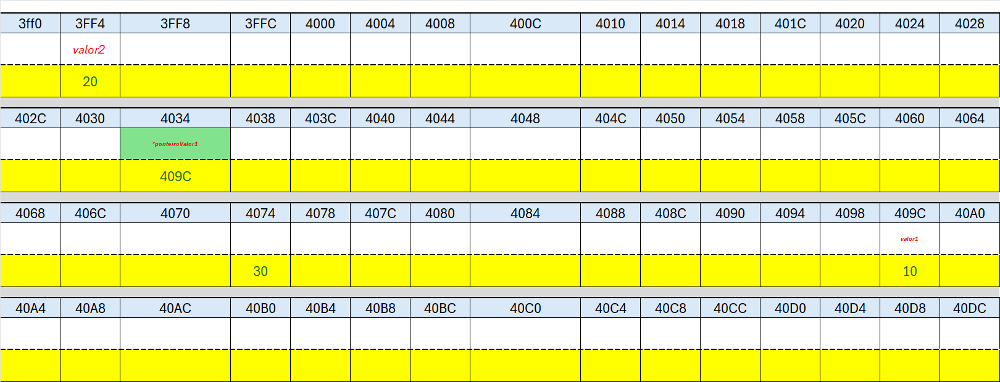 3ff0 3FF4 3FF8 3FFC 4000 4004 4008 400C 4010 4014 4018 401C 4020 4024 4028
valor2
20
402C 4030 4034 4038 403C 4040 4044 4048 404C 4050 4054 4058 405C 4060 4064
*ponteiroValor1
409C
4068 406C 4070 4074 4078 407C 4080 4084 4088 408C 4090 4094 4098 409C 40A0
valor1
30 10
40A4 40A8 40AC 40B0 40B4 40B8 40BC 40C0 40C4 40C8 40CC 40D0 40D4 40D8 40DC